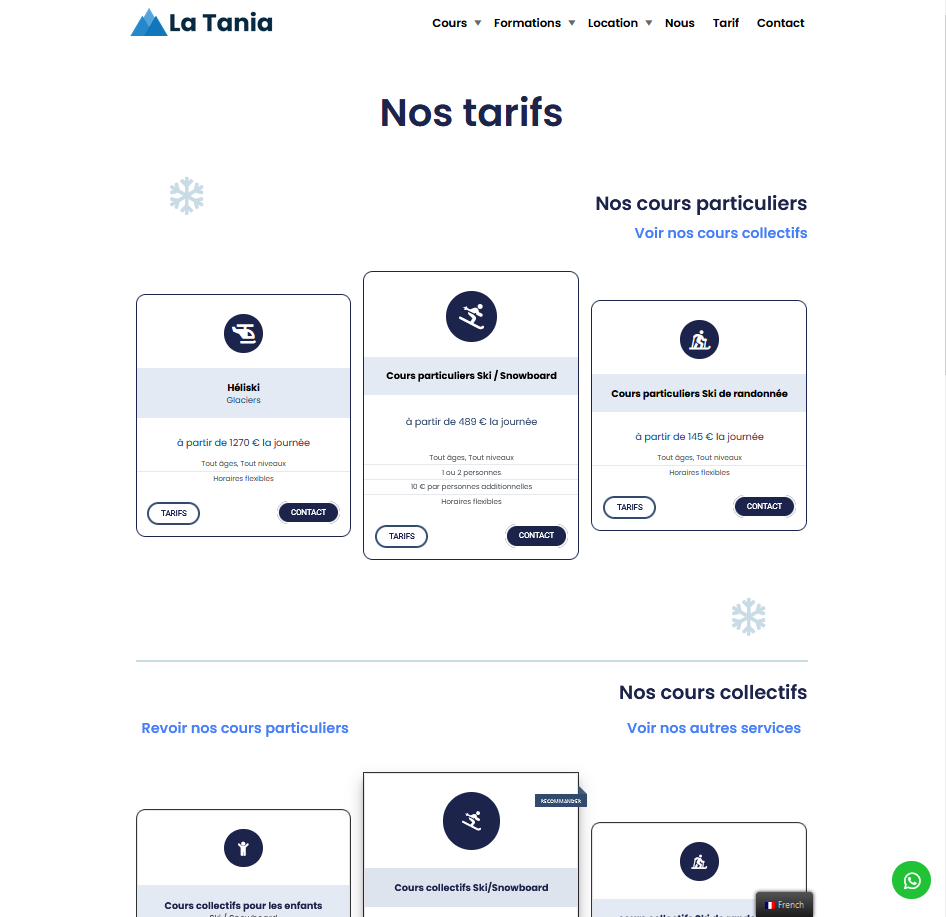 La Tania
Cours
Formations
Location
Nous
Tarif
Contact
Nos tarifs
Nos cours particuliers
Voir nos cours collectifs
Héliski
Glaciers
à partir de 1270 € la journée
Tout âges, Tout niveaux
Horaires flexibles
TARIFS
CONTACT
Cours particuliers Ski / Snowboard
à partir de 489 € la journée
Tout âges, Tout niveaux
1 ou 2 personnes
10 € par personnes additionnelles
Horaires flexibles
TARIFS
CONTACT
Cours particuliers Ski de randonnée
à partir de 145 € la journée
Tout âges, Tout niveaux
Horaires flexibles
TARIFS
CONTACT
Nos cours collectifs
Revoir nos cours particuliers
Voir nos autres services
Cours collectifs pour les enfants
Ski / Snowboard
RECOMMANDER
Cours collectifs Ski/Snowboard
cours collectifs Ski de
French